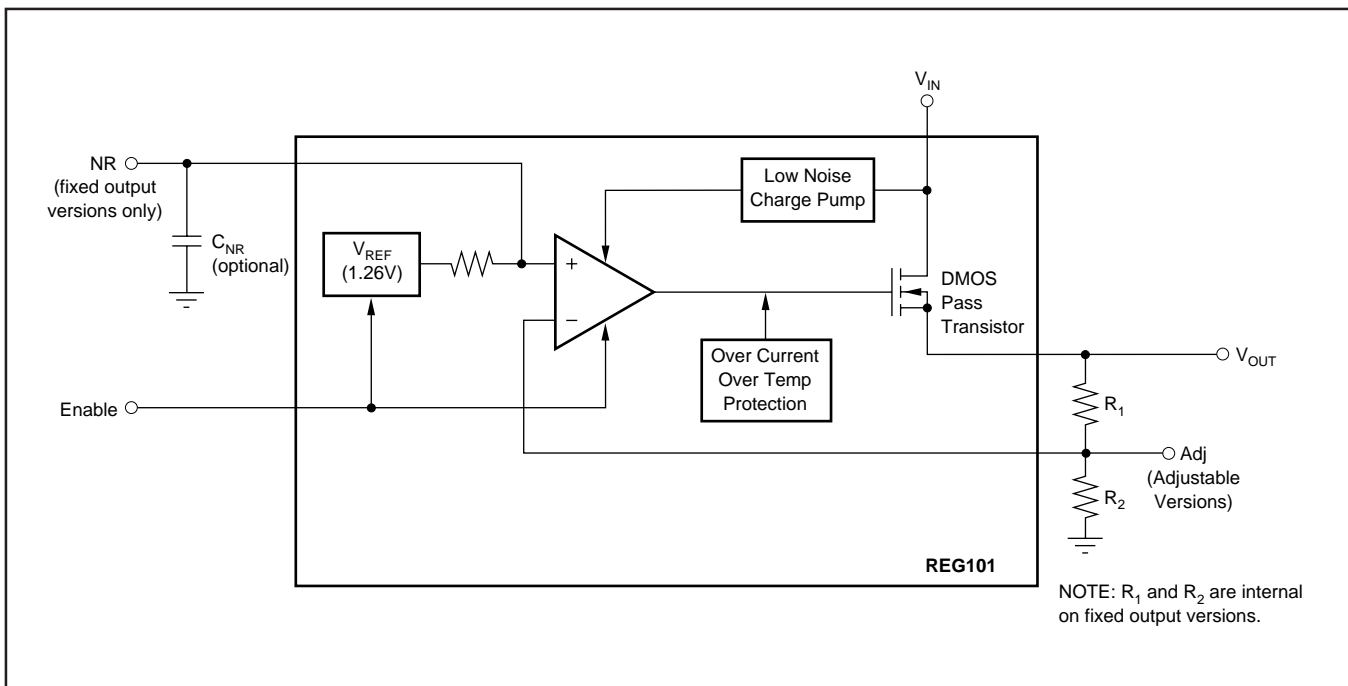 V_IN
NR
(fixed output
versions only)
C_NR
(optional)
V_REF
(1.26V)
+
−
Low Noise
Charge Pump
DMOS
Pass
Transistor
Over Current
Over Temp
Protection
V_OUT
R_1
Enable
Adj
(Adjustable
Versions)
R_2
REG101
NOTE: R_1 and R_2 are internal
on fixed output versions.